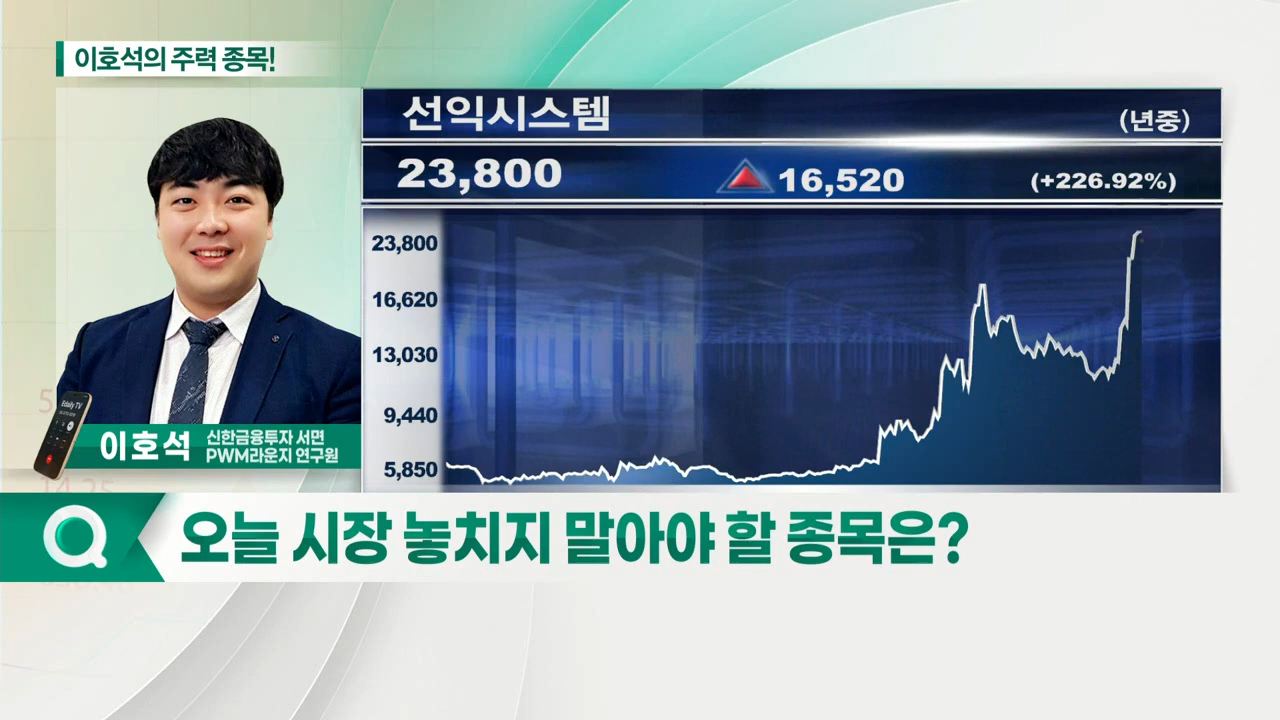 이호석의 주력 종목!
선익시스템
(년중)
23,800
16,520
(+226.92%)
23,800
16,620
13,030
9,440
5,850
Edaily TV
이호석
신한금융투자 서면
PWM라운지 연구원
오늘 시장 놓치지 말아야 할 종목은?